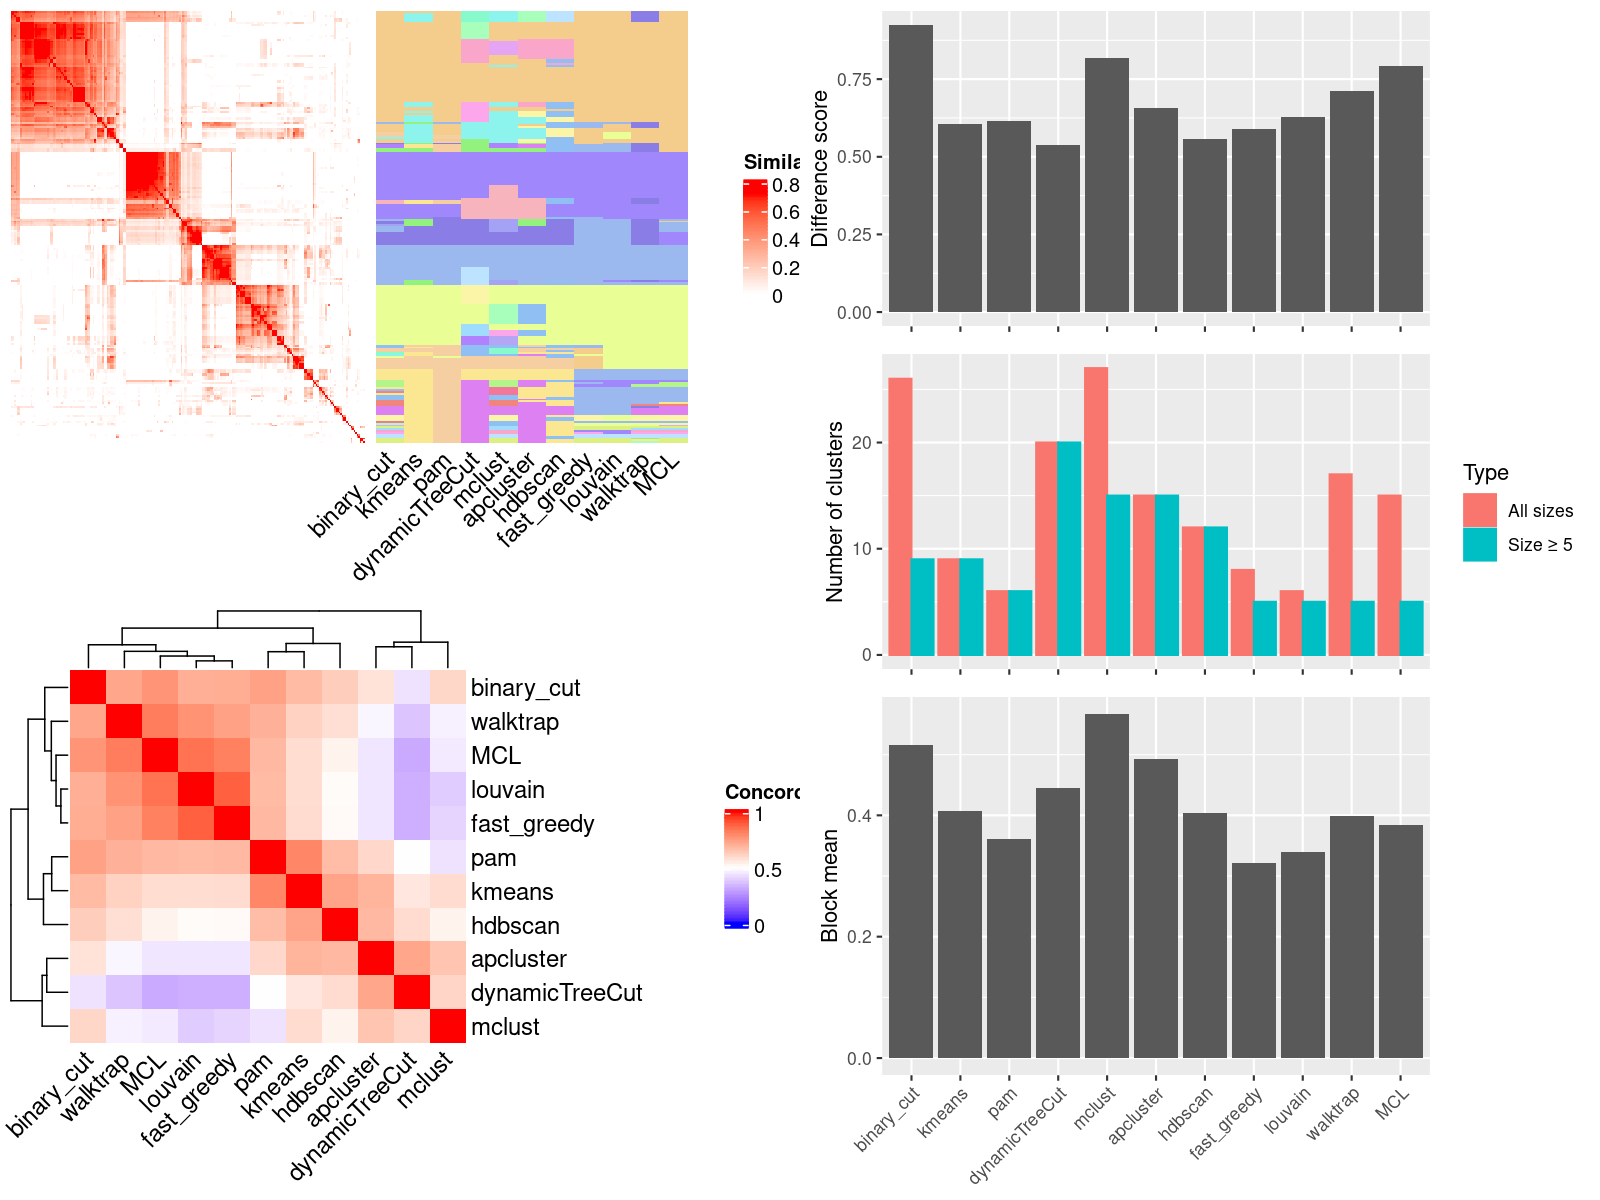 Simila
0.8
0.6
0.4
0.2
0
binary_cut
kmeans
pam
dynamicTreeCut
mclust
apcluster
hdbscan
fast_greedy
louvain
walktrap
MCL
binary_cut
walktrap
MCL
louvain
fast_greedy
pam
kmeans
hdbscan
apcluster
dynamicTreeCut
mclust
binary_cut
walktrap
MCL
louvain
fast_greedy
pam
kmeans
hdbscan
apcluster
dynamicTreeCut
mclust
Concord
1
0.5
0
Difference score
0.75
0.50
0.25
0.00
Number of clusters
20
10
0
Type
All sizes
Size ≥ 5
Block mean
0.4
0.2
0.0
binary_cut
kmeans
pam
dynamicTreeCut
mclust
apcluster
hdbscan
fast_greedy
louvain
walktrap
MCL